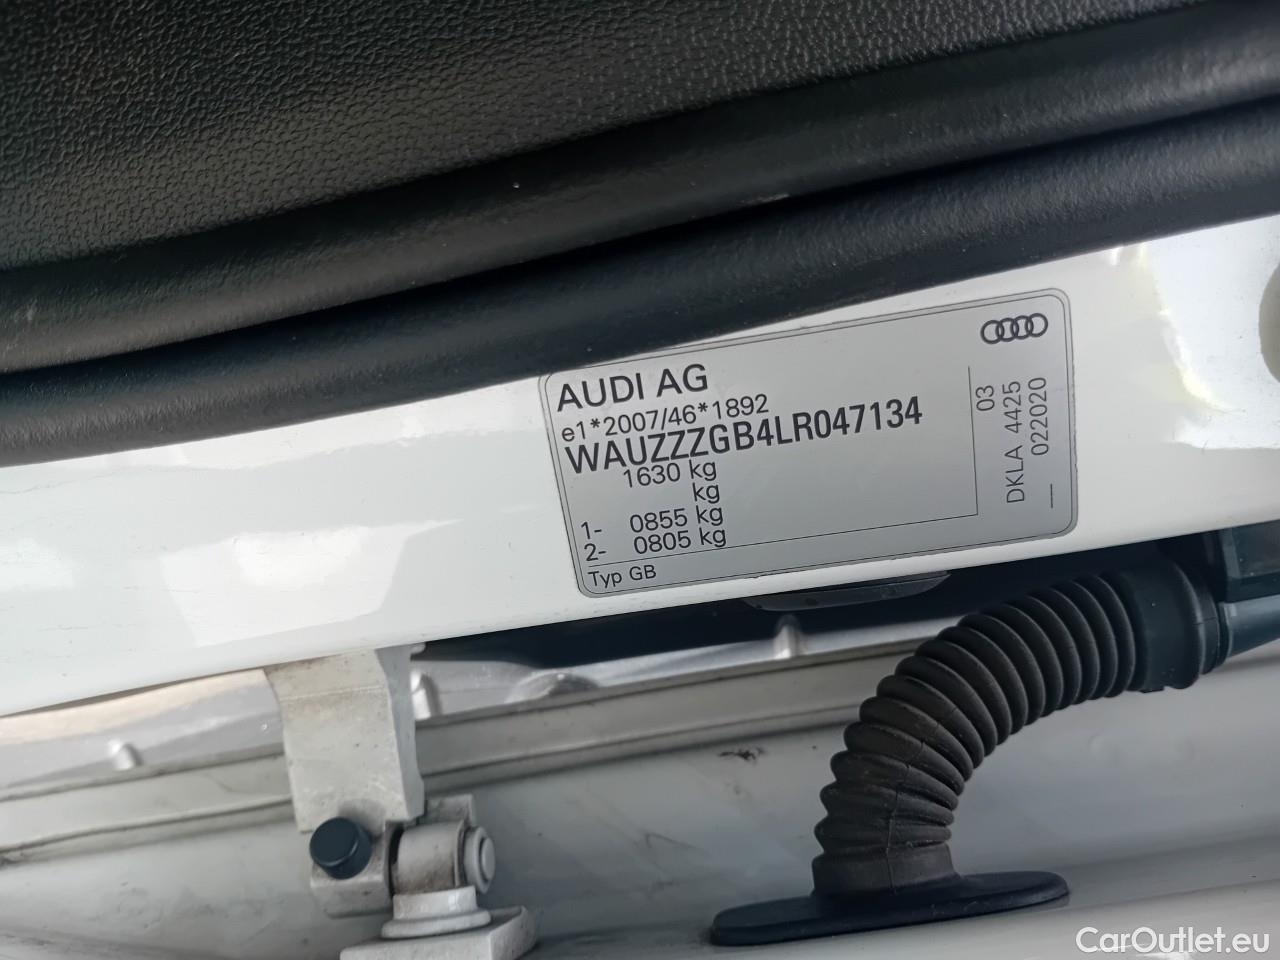 AUDI AG
e1*2007/46*1892
WAUZZZGB4LR047134
1630 kg
kg
1- 0855 kg
2- 0805 kg
Typ GB
03
DKLA 4425
022020
CarOutlet.eu